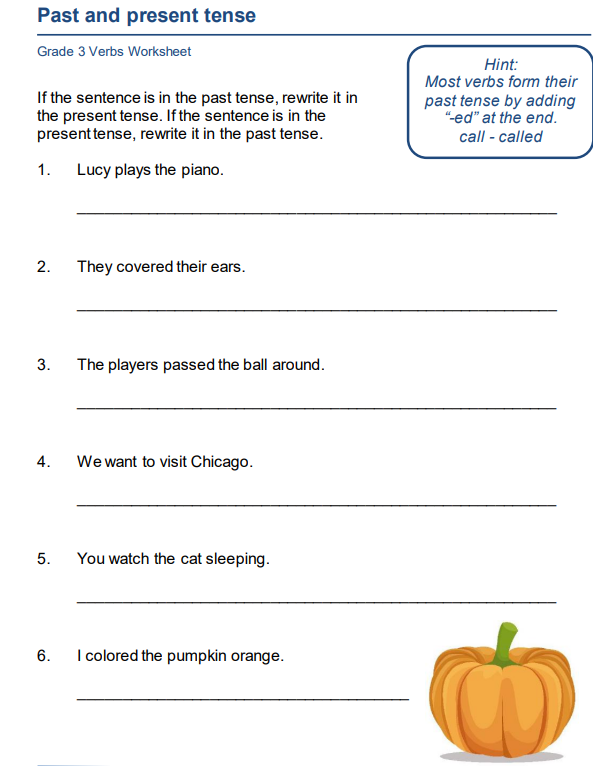 Past and present tense
Grade 3 Verbs Worksheet
Hint:
Most verbs form their
past tense by adding
“-ed” at the end.
call - called
If the sentence is in the past tense, rewrite it in
the present tense. If the sentence is in the
present tense, rewrite it in the past tense.
1. Lucy plays the piano.
2. They covered their ears.
3. The players passed the ball around.
4. We want to visit Chicago.
5. You watch the cat sleeping.
6. I colored the pumpkin orange.